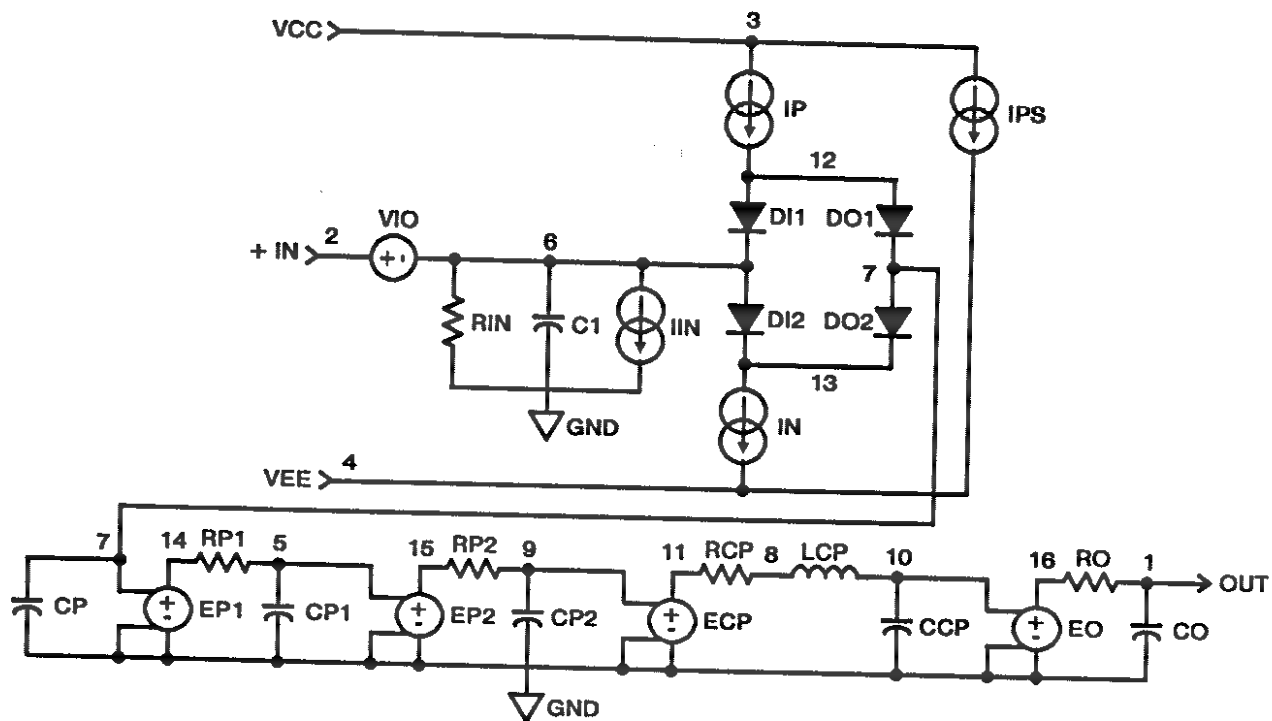 3
VCC
IP
IPS
12
VIO
DI1
DO1
+ IN
2
+
6
7
RIN
C1
IIN
DI2
DO2
13
GND
IN
VEE
4
7
14
RP1
5
15
RP2
9
11
RCP
8
LCP
10
16
RO
1
OUT
CP
+
-
EP1
CP1
+
-
EP2
CP2
+
-
ECP
CCP
+
-
EO
CO
GND